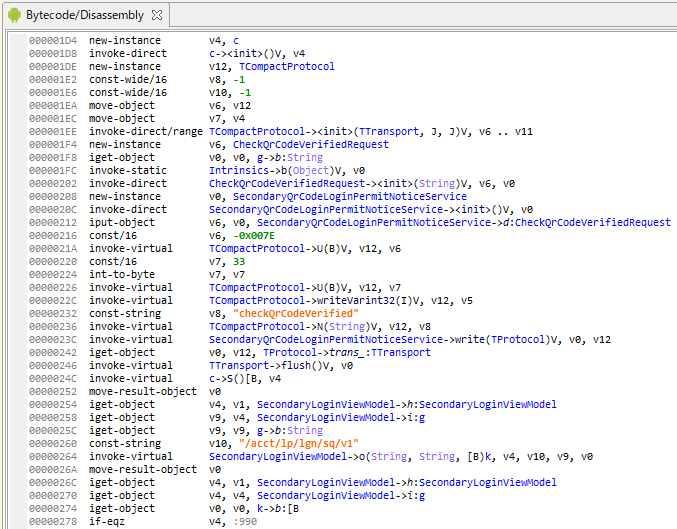 Bytecode/Disassembly
000001D4 new-instance v4, c
000001D8 invoke-direct c-><init>()V, v4
000001DE new-instance v12, TCompactProtocol
000001E2 const-wide/16 v8, -1
000001E6 const-wide/16 v10, -1
000001EA move-object v6, v12
000001EC move-object v7, v4
000001EE invoke-direct/range TCompactProtocol-><init>(TTransport, J, J)V, v6 .. v11
000001F4 new-instance v6, CheckQrCodeVerifiedRequest
000001F8 iget-object v0, v0, g->b:String
000001FC invoke-static Intrinsics->b(Object)V, v0
00000202 invoke-direct CheckQrCodeVerifiedRequest-><init>(String)V, v6, v0
00000208 new-instance v0, SecondaryQrCodeLoginPermitNoticeService
0000020C invoke-direct SecondaryQrCodeLoginPermitNoticeService-><init>()V, v0
00000212 iput-object v6, v0, SecondaryQrCodeLoginPermitNoticeService->d:CheckQrCodeVerifiedRequest
00000216 const/16 v6, -0x007E
0000021A invoke-virtual TCompactProtocol->U(B)V, v12, v6
00000220 const/16 v7, 33
00000224 int-to-byte v7, v7
00000226 invoke-virtual TCompactProtocol->U(B)V, v12, v7
0000022C invoke-virtual TCompactProtocol->writeVarint32(I)V, v12, v5
00000232 const-string v8, "checkQrCodeVerified"
00000236 invoke-virtual TCompactProtocol->N(String)V, v12, v8
0000023C invoke-virtual SecondaryQrCodeLoginPermitNoticeService->write(TProtocol)V, v0, v12
00000242 iget-object v0, v12, TProtocol->trans_:TTransport
00000246 invoke-virtual TTransport->flush()V, v0
0000024C invoke-virtual c->S()[B, v4
00000252 move-result-object v0
00000254 iget-object v4, v1, SecondaryLoginViewModel->h:SecondaryLoginViewModel
00000258 iget-object v9, v4, SecondaryLoginViewModel->i:g
0000025C iget-object v9, v9, g->b:String
00000260 const-string v10, "/acct/lp/lgn/sq/v1"
00000264 invoke-virtual SecondaryLoginViewModel->o(String, String, [B)k, v4, v10, v9, v0
0000026A move-result-object v0
0000026C iget-object v4, v1, SecondaryLoginViewModel->h:SecondaryLoginViewModel
00000270 iget-object v4, v4, SecondaryLoginViewModel->i:g
00000274 iget-object v0, v0, k->b:[B
00000278 if-eqz v4, :990